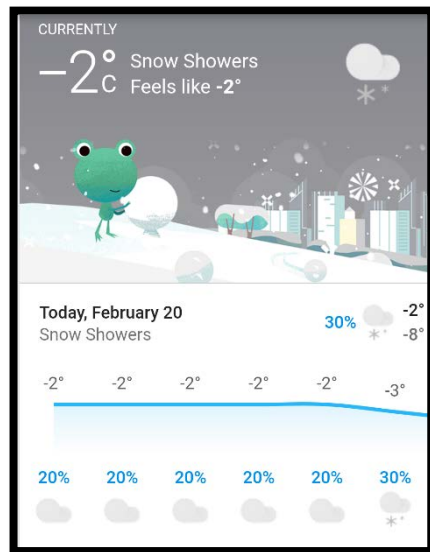 CURRENTLY
-2°C
Snow Showers
Feels like -2°
Today, February 20
Snow Showers
30%
-2°
-8°
-2° -2° -2° -2° -2° -3°
20% 20% 20% 20% 20% 30%